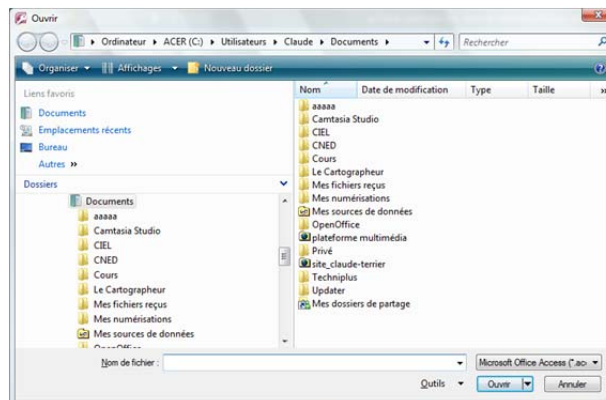 Ouvrir
Ordinateur ▸ ACER (C:) ▸ Utilisateurs ▸ Claude ▸ Documents ▸
Rechercher
Organiser Affichages Nouveau dossier
Liens favoris
Documents
Emplacements récents
Bureau
Autres »
Dossiers
Documents
aaaaa
Camtasia Studio
CIEL
CNED
Cours
Le Cartographeur
Mes fichiers reçus
Mes numérisations
Mes sources de données
OpenOffice
Nom Date de modification Type Taille »
aaaaa
Camtasia Studio
CIEL
CNED
Cours
Le Cartographeur
Mes fichiers reçus
Mes numérisations
Mes sources de données
OpenOffice
plateforme multimédia
Privé
site_claude-terrier
Techniplus
Updater
Mes dossiers de partage
Nom de fichier :
Microsoft Office Access (*.ac
Outils
Ouvrir
Annuler